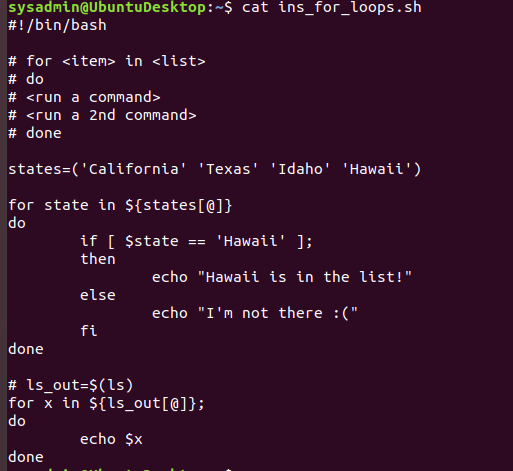 sysadmin@UbuntuDesktop:~$ cat ins_for_loops.sh
#!/bin/bash
# for <item> in <list>
# do
# <run a command>
# <run a 2nd command>
# done
states=('California' 'Texas' 'Idaho' 'Hawaii')
for state in ${states[@]}
do
if [ $state == 'Hawaii' ];
then
echo "Hawaii is in the list!"
else
echo "I'm not there :("
fi
done
# ls_out=$(ls)
for x in ${ls_out[@]};
do
echo $x
done